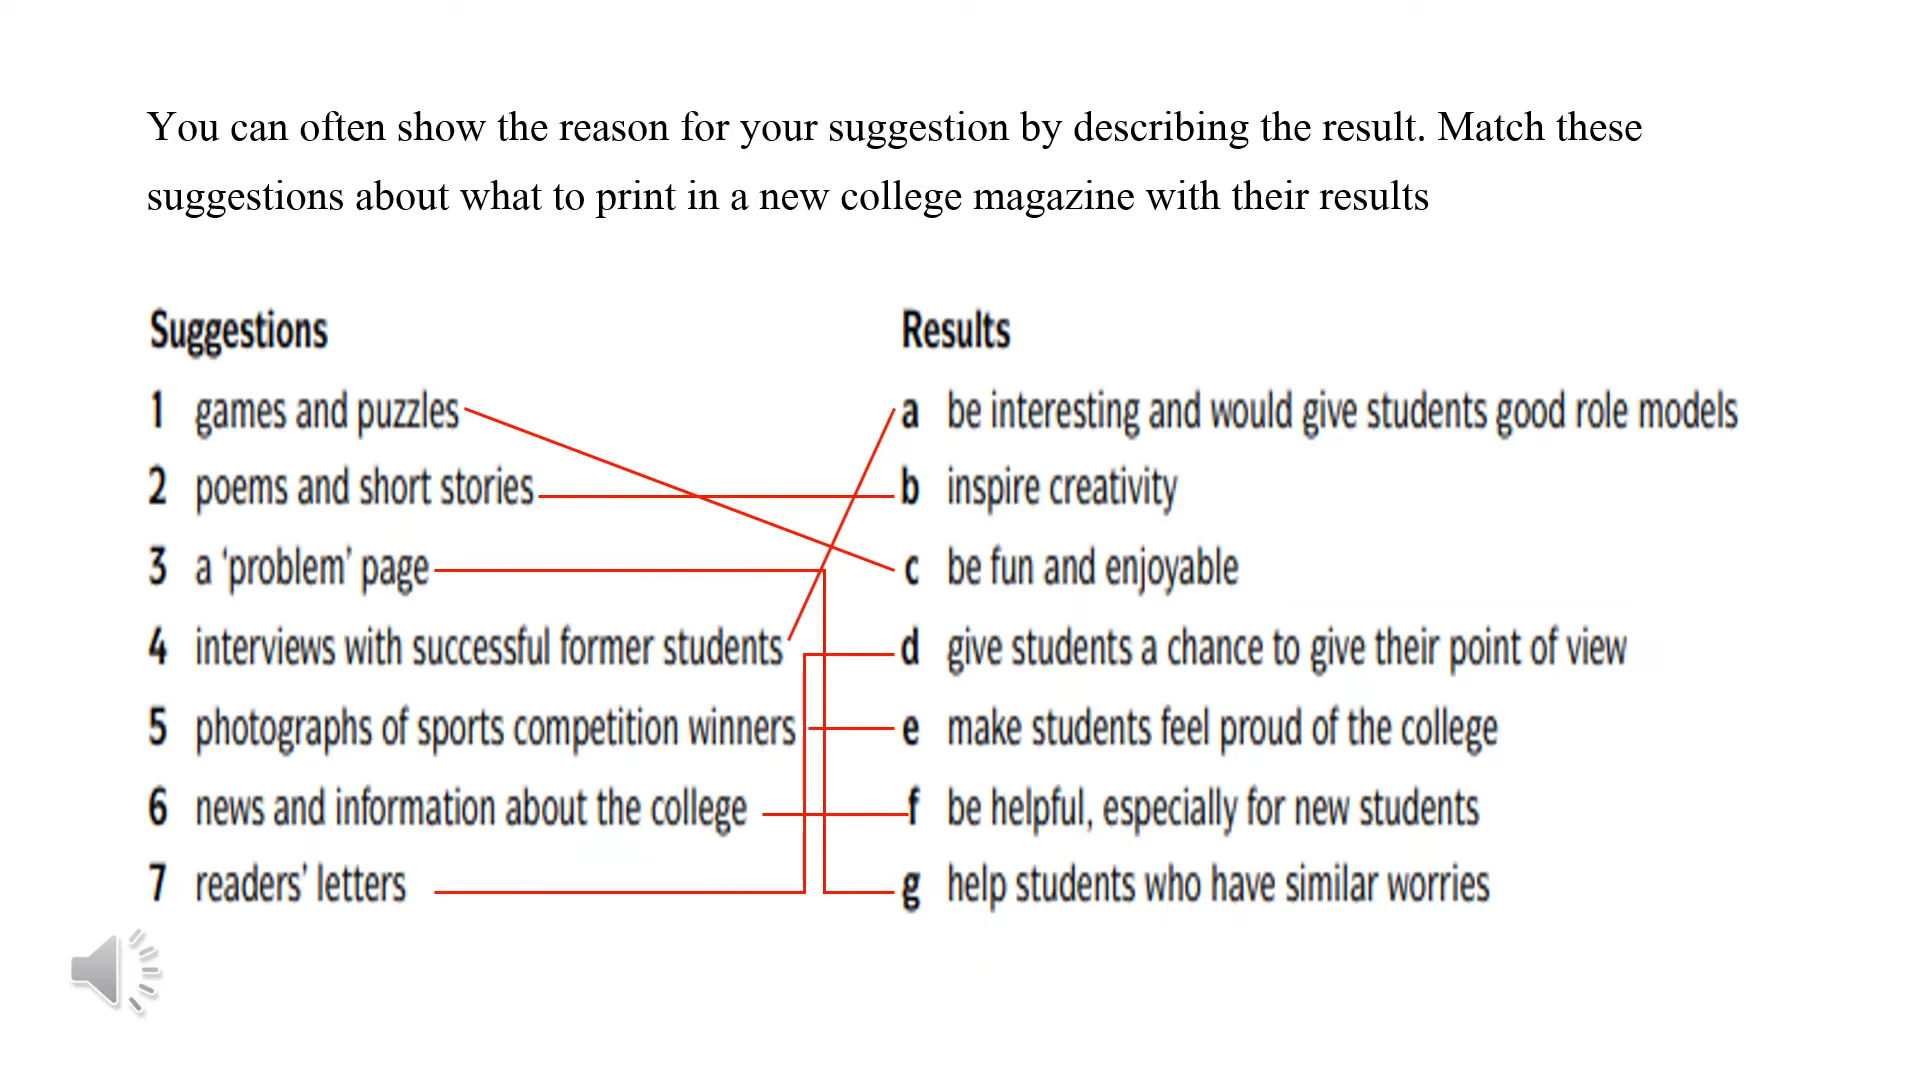 You can often show the reason for your suggestion by describing the result. Match these
suggestions about what to print in a new college magazine with their results
Suggestions
1 games and puzzles
2 poems and short stories
3 a ‘problem’ page
4 interviews with successful former students
5 photographs of sports competition winners
6 news and information about the college
7 readers’ letters
Results
a be interesting and would give students good role models
b inspire creativity
c be fun and enjoyable
d give students a chance to give their point of view
e make students feel proud of the college
f be helpful, especially for new students
g help students who have similar worries